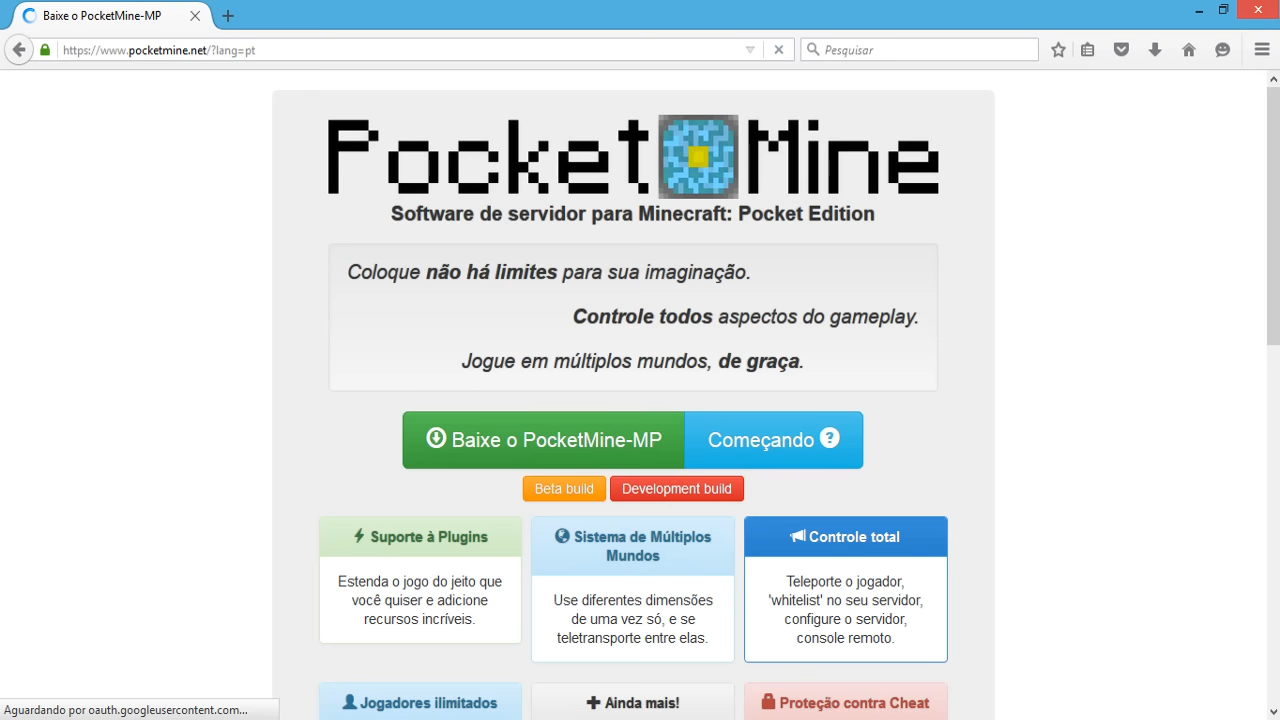 Baixe o PocketMine-MP
https://www.pocketmine.net/?lang=pt
Pesquisar
Pocket Mine
Software de servidor para Minecraft: Pocket Edition
Coloque não há limites para sua imaginação.
Controle todos aspectos do gameplay.
Jogue em múltiplos mundos, de graça.
Baixe o PocketMine-MP
Começando ?
Beta build
Development build
Suporte à Plugins
Estenda o jogo do jeito que
você quiser e adicione
recursos incríveis.
Sistema de Múltiplos
Mundos
Use diferentes dimensões
de uma vez só, e se
teletransporte entre elas.
Controle total
Teleporte o jogador,
'whitelist' no seu servidor,
configure o servidor,
console remoto.
Jogadores ilimitados
Ainda mais!
Proteção contra Cheat
Aguardando por oauth.googleusercontent.com...